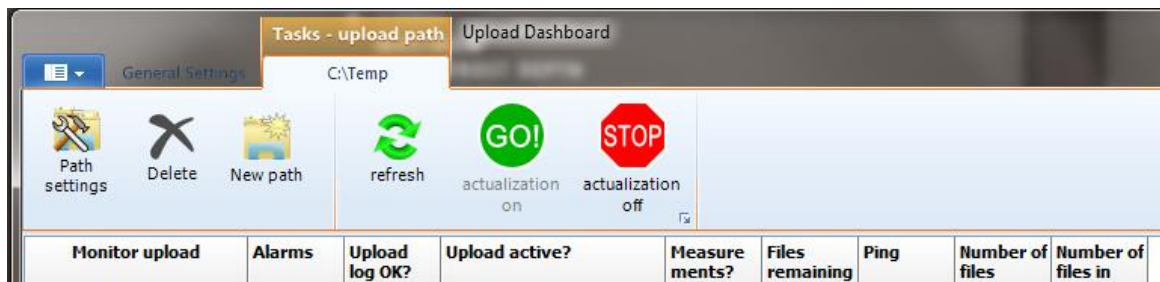 Tasks - upload path Upload Dashboard
General Settings C:\Temp
GO! STOP
Path settings Delete New path refresh actualization on actualization off
Monitor upload Alarms Upload log OK? Upload active? Measure ments? Files remaining Ping Number of files Number of files in